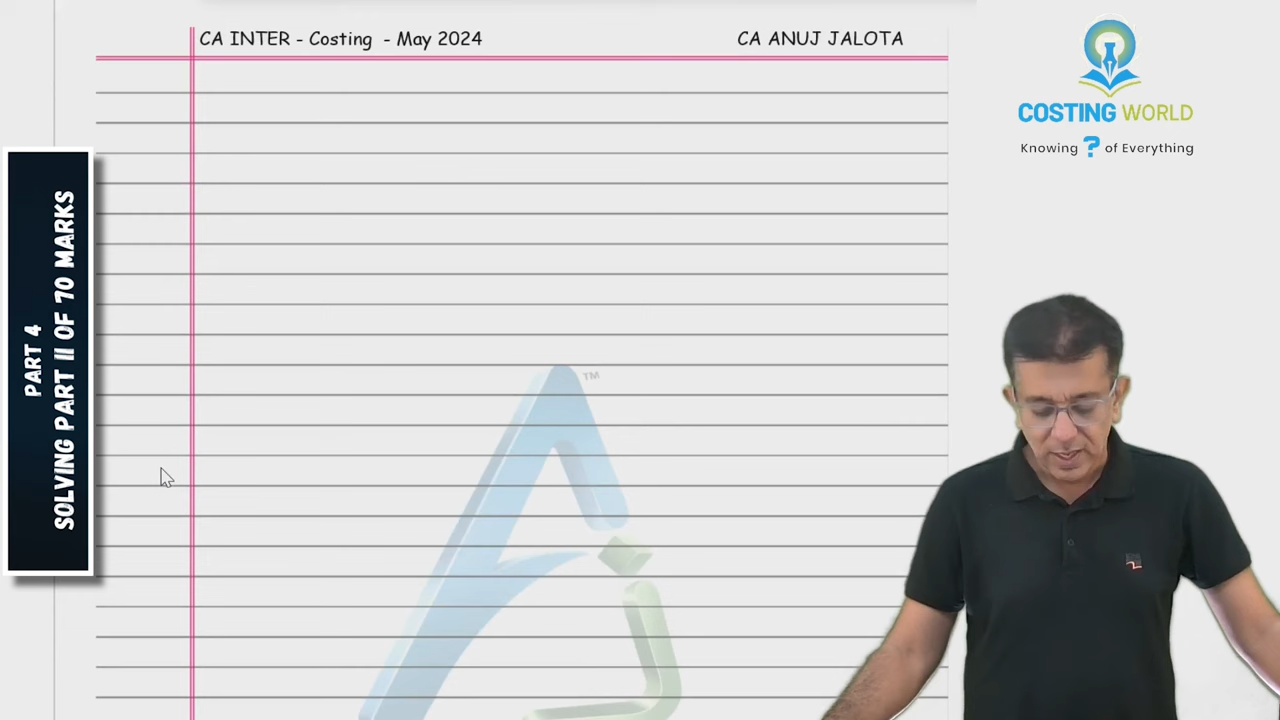 CA INTER - Costing - May 2024
CA ANUJ JALOTA
COSTING WORLD
Knowing ? of Everything
PART 4
SOLVING PART II OF 70 MARKS
TM